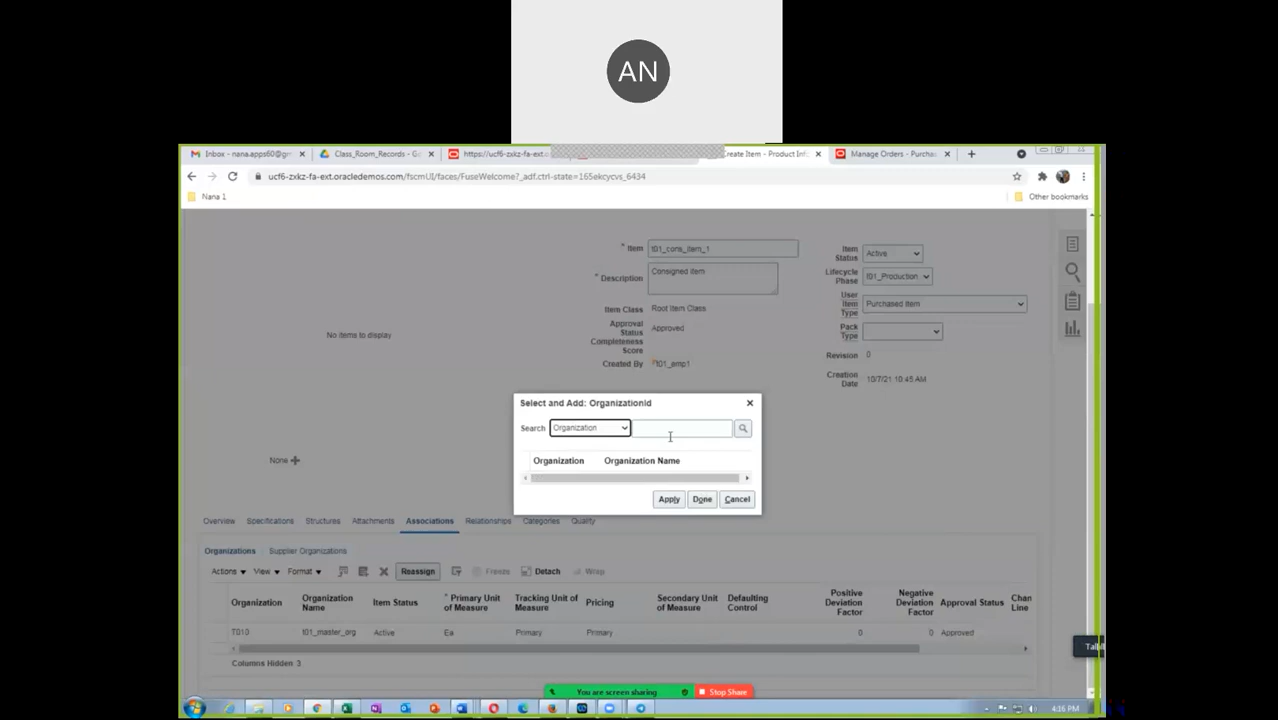 AN
Inbox - nana.apps60@gm
Class_Room_Records - G
https://ucf6-zxkz-fa-ext.
Create Item - Product Inf
Manage Orders - Purchas
ucf6-zxkz-fa-ext.oracledemos.com/fscmUI/faces/FuseWelcome?_adf.ctrl-state=165ekcycvs_6434
Nana 1
Other bookmarks
* Item t01_cons_item_1
Item Status Active
* Description Consigned Item
Lifecycle Phase t01_Production
Item Class Root Item Class
User Item Type Purchased Item
Approval Status Approved
Pack Type
Completeness Score
Revision 0
Created By t01_emp1
Creation Date 10/7/21 10:45 AM
No items to display
None
Select and Add: OrganizationId
Search Organization
Organization Organization Name
Apply Done Cancel
Overview Specifications Structures Attachments Associations Relationships Categories Quality
Organizations Supplier Organizations
Actions View Format Reassign Freeze Detach Wrap
Organization Organization Name Item Status * Primary Unit of Measure Tracking Unit of Measure Pricing Secondary Unit of Measure Defaulting Control Positive Deviation Factor Negative Deviation Factor Approval Status Chan Line
T010 t01_master_org Active Ea Primary Primary 0 0 Approved
Columns Hidden 3
You are screen sharing
Stop Share
4:16 PM